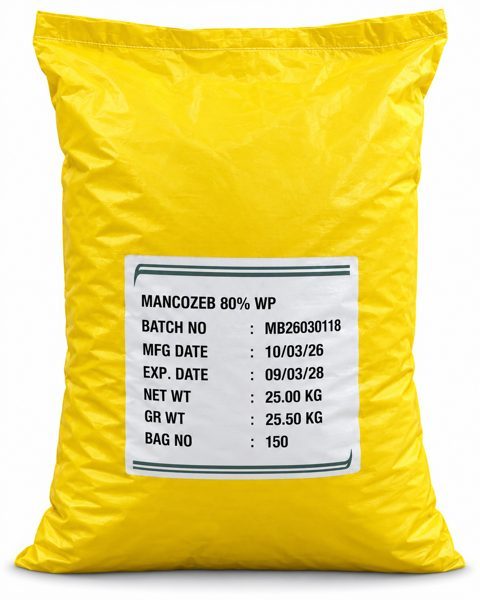 MANCOZEB 80% WP
BATCH NO : MB26030118
MFG DATE : 10/03/26
EXP. DATE : 09/03/28
NET WT : 25.00 KG
GR WT : 25.50 KG
BAG NO : 150